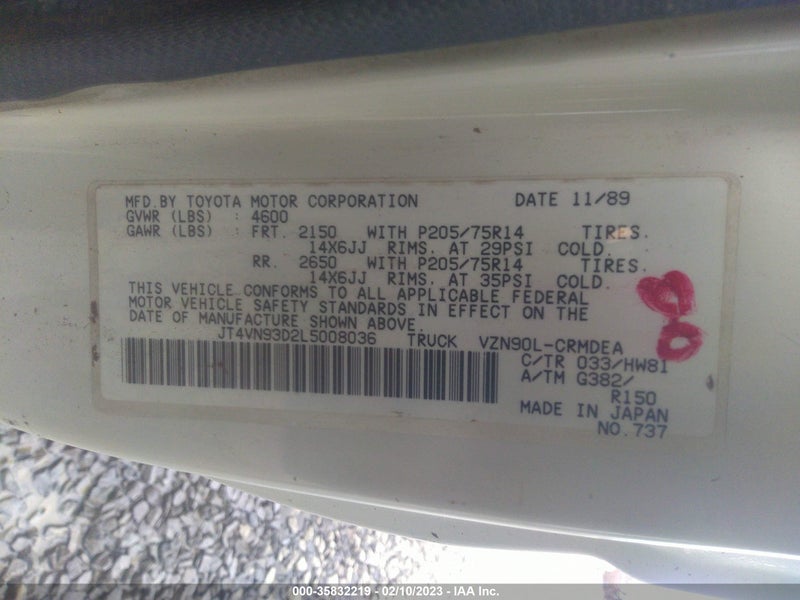 MFD.BY TOYOTA MOTOR CORPORATION DATE 11/89
GVWR (LBS) : 4600
GAWR (LBS) : FRT. 2150 WITH P205/75R14 TIRES.
14X6JJ RIMS. AT 29PSI COLD.
RR. 2650 WITH P205/75R14 TIRES.
14X6JJ RIMS. AT 35PSI COLD.
THIS VEHICLE CONFORMS TO ALL APPLICABLE FEDERAL
MOTOR VEHICLE SAFETY STANDARDS IN EFFECT ON THE
DATE OF MANUFACTURE SHOWN ABOVE.
JT4VN93D2L5008036 TRUCK VZN90L-CRMDEA
C/TR 033/HW81
A/TM G382/
R150
MADE IN JAPAN
NO.737
000-35832219 - 02/10/2023 - IAA Inc.